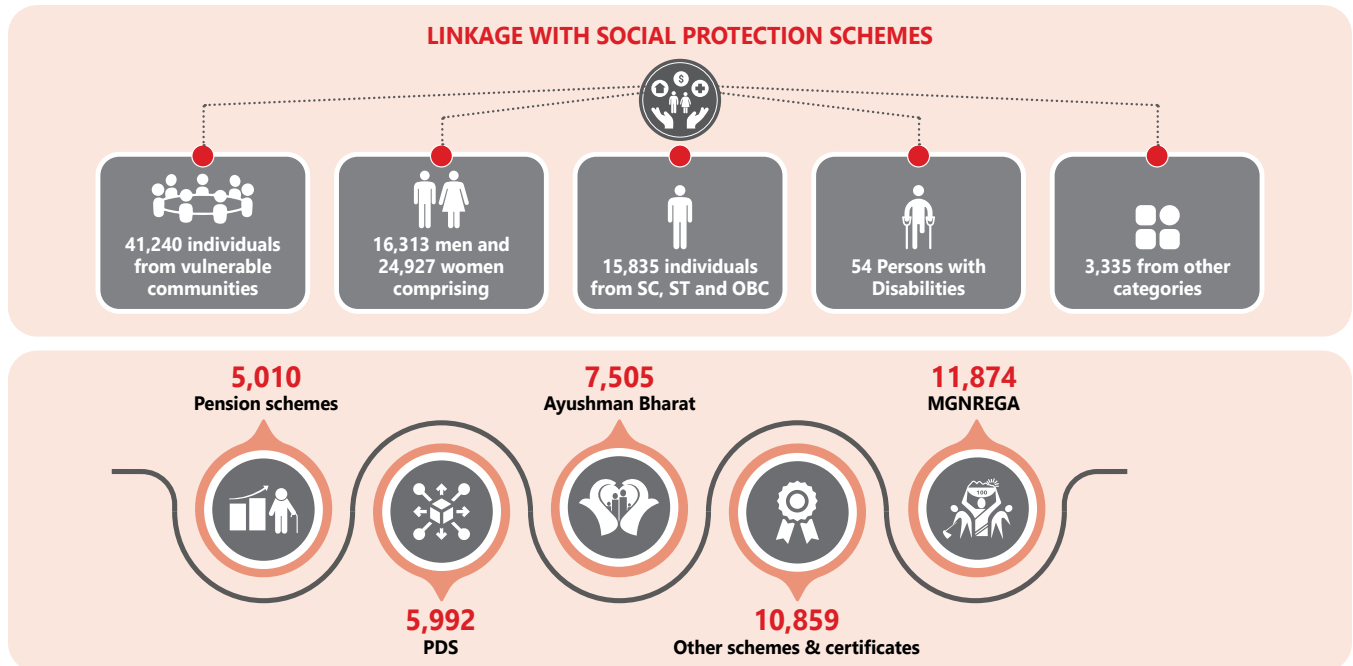 LINKAGE WITH SOCIAL PROTECTION SCHEMES
$
41,240 individuals
from vulnerable
communities
16,313 men and
24,927 women
comprising
15,835 individuals
from SC, ST and OBC
54 Persons with
Disabilities
3,335 from other
categories
5,010
Pension schemes
7,505
Ayushman Bharat
11,874
MGNREGA
100
5,992
PDS
10,859
Other schemes & certificates